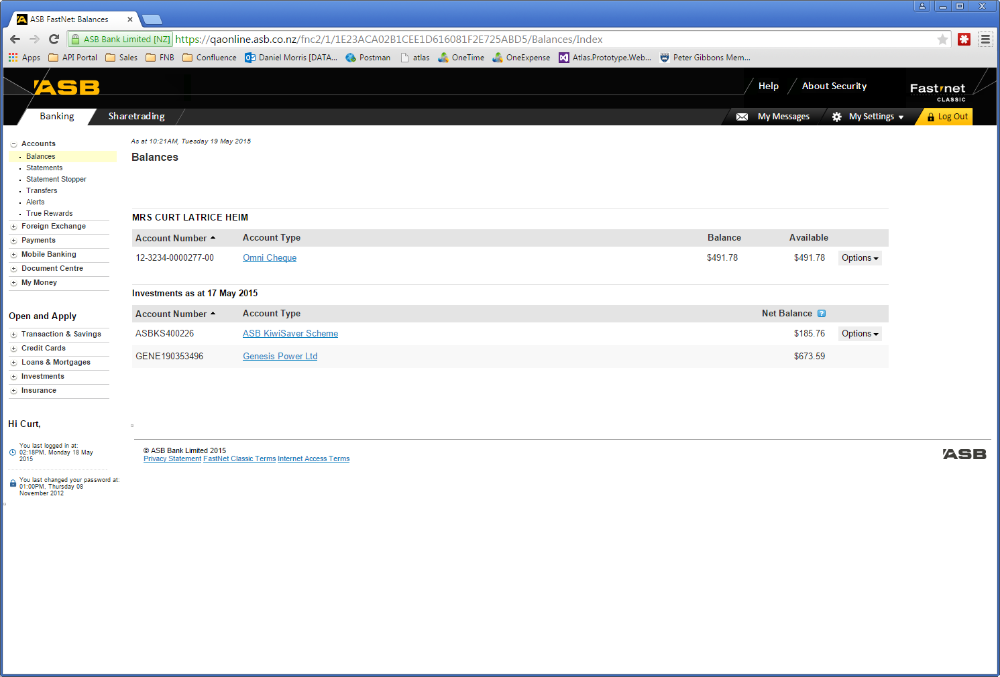 ASB FastNet: Balances
ASB Bank Limited [NZ] https://qaonline.asb.co.nz/fnc2/1/1E23ACA02B1CEE1D616081F2E725ABD5/Balances/Index
Apps API Portal Sales FNB Confluence Daniel Morris [DATA... Postman atlas OneTime OneExpense Atlas.Prototype.Web... Peter Gibbons Mem...
ASB Help About Security Fastnet
CLASSIC
Banking Sharetrading My Messages My Settings Log Out
As at 10:21AM, Tuesday 19 May 2015
Balances
Accounts
Balances
Statements
Statement Stopper
Transfers
Alerts
True Rewards
Foreign Exchange
Payments
Mobile Banking
Document Centre
My Money
Open and Apply
Transaction & Savings
Credit Cards
Loans & Mortgages
Investments
Insurance
Hi Curt,
You last logged in at:
02:18PM, Monday 18 May
2015
You last changed your password at:
01:00PM, Thursday 08
November 2012
MRS CURT LATRICE HEIM
Account Number Account Type Balance Available
12-3234-0000277-00 Omni Cheque $491.78 $491.78 Options
Investments as at 17 May 2015
Account Number Account Type Net Balance ?
ASBKS400226 ASB KiwiSaver Scheme $185.76 Options
GENE190353496 Genesis Power Ltd $673.59
© ASB Bank Limited 2015
Privacy Statement FastNet Classic Terms Internet Access Terms
ASB